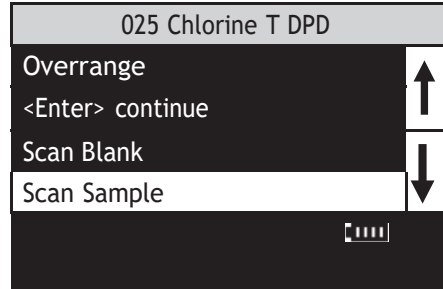 025 Chlorine T DPD
Overrange
<Enter> continue
Scan Blank
Scan Sample